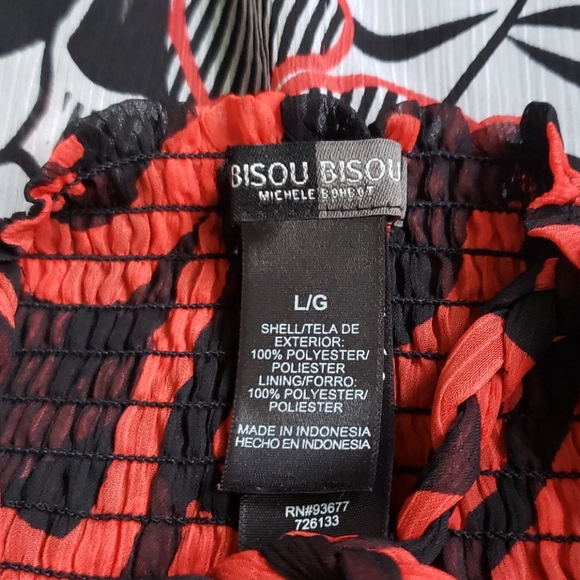 BISOU BISOU
MICHELE BOHBOT
L/G
SHELL/TELA DE
EXTERIOR:
100% POLYESTER/
POLIESTER
LINING/FORRO:
100% POLYESTER/
POLIESTER
MADE IN INDONESIA
HECHO EN INDONESIA
RN#93677
726133